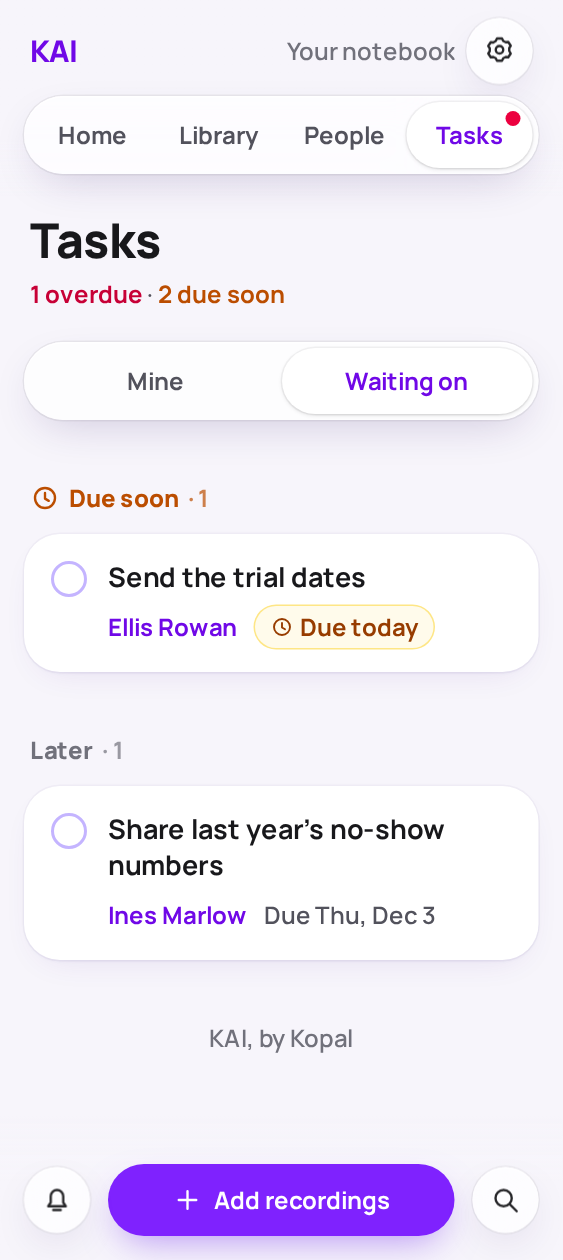 KAI
Your notebook
Home Library People Tasks
Tasks
1 overdue · 2 due soon
Mine Waiting on
Due soon · 1
Send the trial dates
Ellis Rowan Due today
Later · 1
Share last year’s no-show
numbers
Ines Marlow Due Thu, Dec 3
KAI, by Kopal
Add recordings